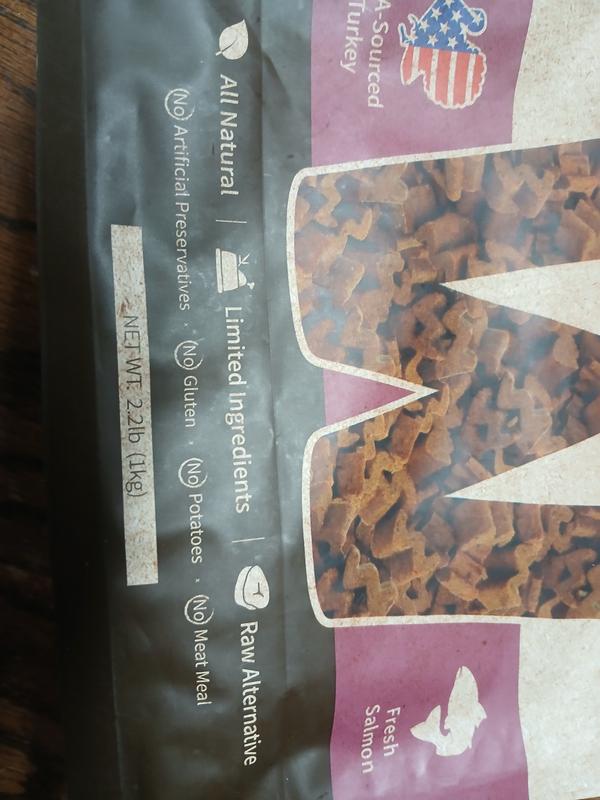 A-Sourced
Turkey
Fresh
Salmon
All Natural | Limited Ingredients | Raw Alternative
(No) Artificial Preservatives · (No) Gluten · (No) Potatoes · (No) Meat Meal
NET WT. 2.2lb (1kg)